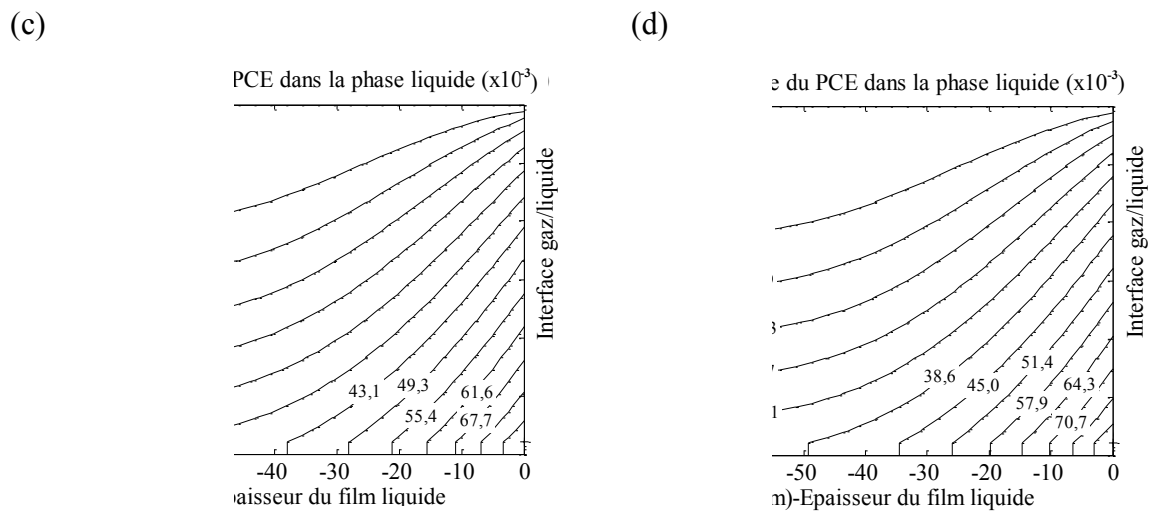 (c)
(d)
PCE dans la phase liquide (x10-3) (
e du PCE dans la phase liquide (x10-3)
Interface gaz/liquide
43,1
49,3
61,6
55,4
67,7
-40 -30 -20 -10 0
paisseur du film liquide
Interface gaz/liquide
51,4
38,6
45,0
64,3
57,9
70,7
-50 -40 -30 -20 -10 0
m)-Epaisseur du film liquide